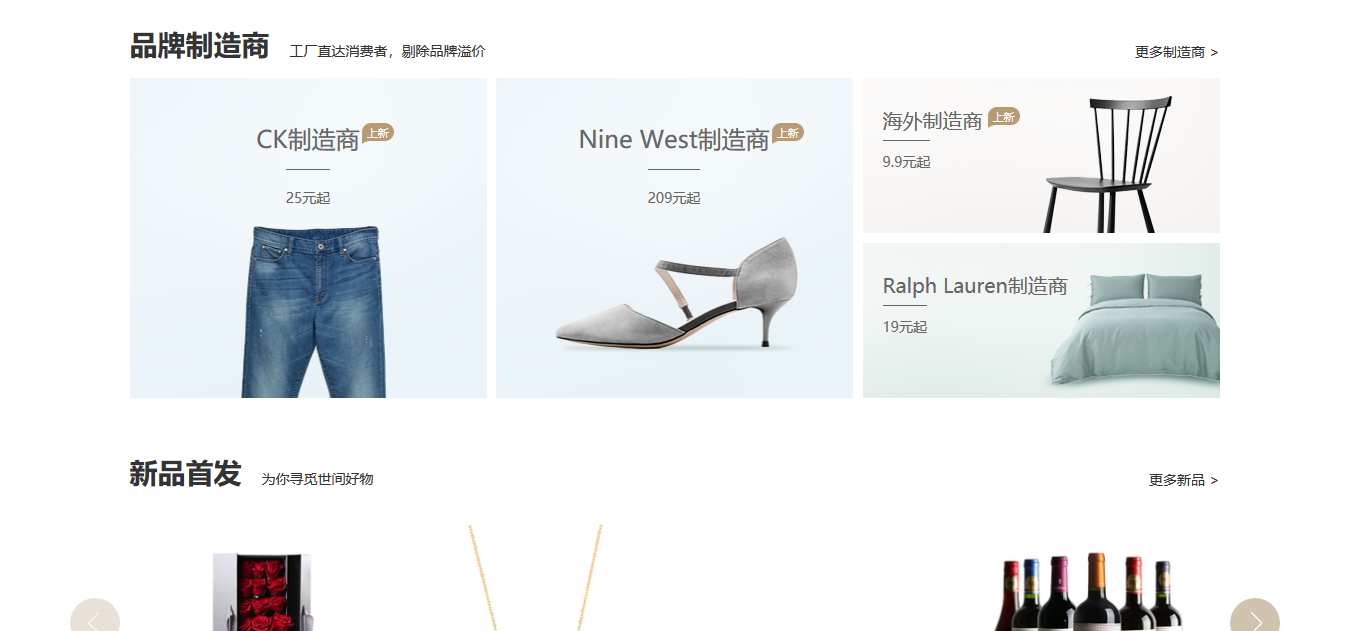 品牌制造商 工厂直达消费者，剔除品牌溢价 更多制造商 >
CK制造商 上新
25元起
Nine West制造商 上新
209元起
海外制造商 上新
9.9元起
Ralph Lauren制造商
19元起
新品首发 为你寻觅世间好物 更多新品 >